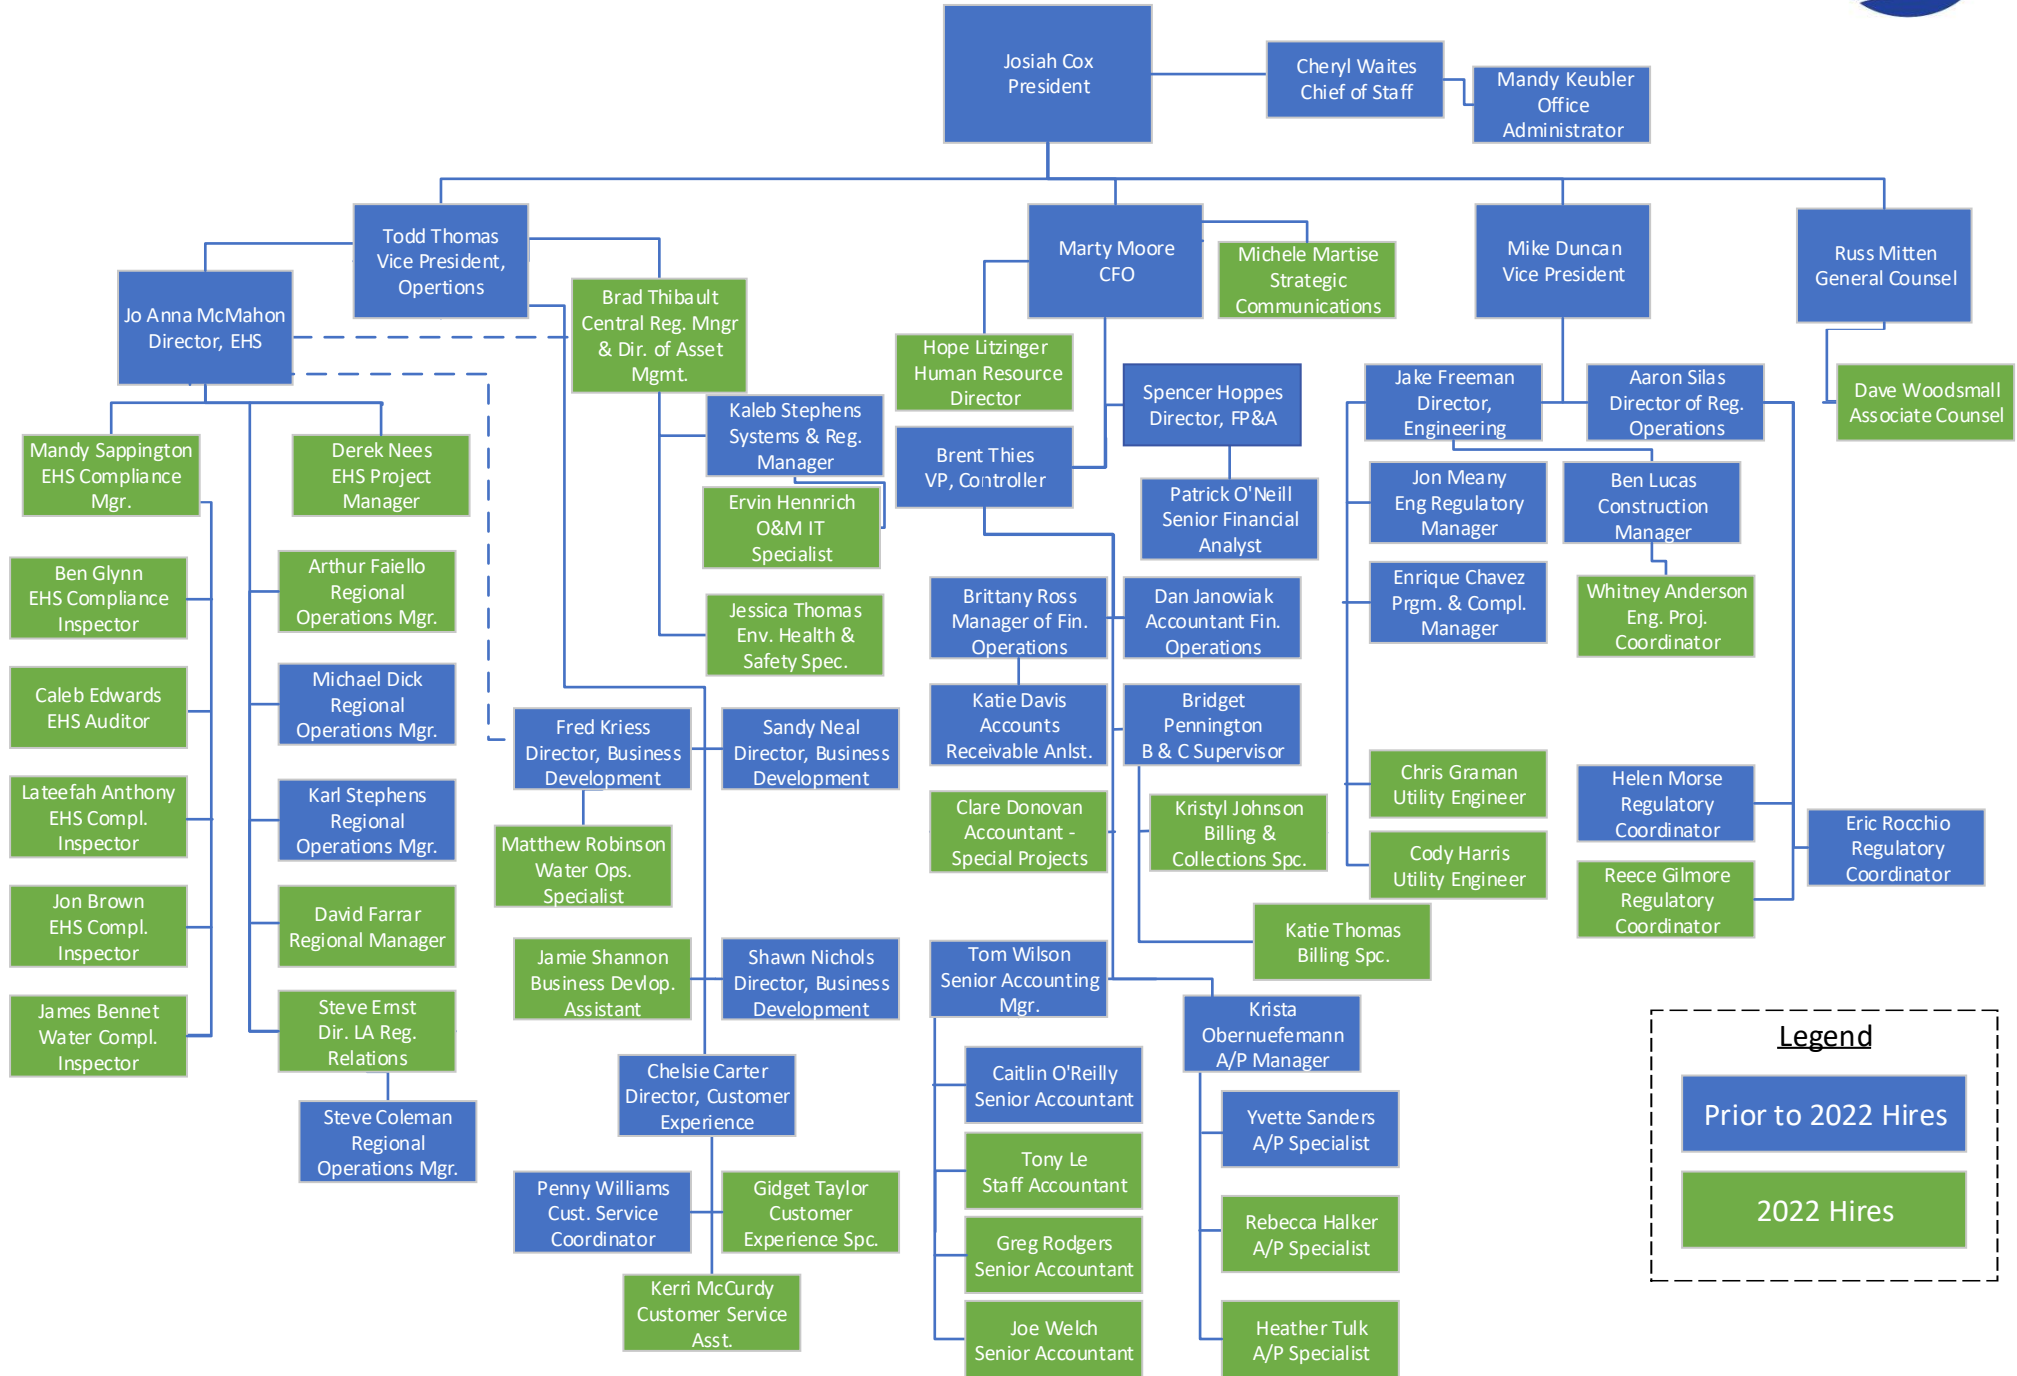 Josiah Cox
President
Cheryl Waites
Chief of Staff
Mandy Keubler
Office
Administrator
Todd Thomas
Vice President,
Opertions
Marty Moore
CFO
Michele Martise
Strategic
Communications
Mike Duncan
Vice President
Russ Mitten
General Counsel
Jo Anna McMahon
Director, EHS
Brad Thibault
Central Reg. Mngr
& Dir. of Asset
Mgmt.
Hope Litzinger
Human Resource
Director
Spencer Hoppes
Director, FP&A
Jake Freeman
Director,
Engineering
Aaron Silas
Director of Reg.
Operations
Dave Woodsmall
Associate Counsel
Mandy Sappington
EHS Compliance
Mgr.
Derek Nees
EHS Project
Manager
Kaleb Stephens
Systems & Reg.
Manager
Brent Thies
VP, Controller
Patrick O'Neill
Senior Financial
Analyst
Jon Meany
Eng Regulatory
Manager
Ben Lucas
Construction
Manager
Ervin Hennrich
O&M IT
Specialist
Ben Glynn
EHS Compliance
Inspector
Arthur Faiello
Regional
Operations Mgr.
Jessica Thomas
Env. Health &
Safety Spec.
Brittany Ross
Manager of Fin.
Operations
Dan Janowiak
Accountant Fin.
Operations
Enrique Chavez
Prgm. & Compl.
Manager
Whitney Anderson
Eng. Proj.
Coordinator
Caleb Edwards
EHS Auditor
Michael Dick
Regional
Operations Mgr.
Fred Kriess
Director, Business
Development
Sandy Neal
Director, Business
Development
Katie Davis
Accounts
Receivable Anlst.
Bridget
Pennington
B & C Supervisor
Lateefah Anthony
EHS Compl.
Inspector
Karl Stephens
Regional
Operations Mgr.
Matthew Robinson
Water Ops.
Specialist
Clare Donovan
Accountant -
Special Projects
Kristyl Johnson
Billing &
Collections Spc.
Chris Graman
Utility Engineer
Helen Morse
Regulatory
Coordinator
Eric Rocchio
Regulatory
Coordinator
Cody Harris
Utility Engineer
Reece Gilmore
Regulatory
Coordinator
Jon Brown
EHS Compl.
Inspector
David Farrar
Regional Manager
Jamie Shannon
Business Devlop.
Assistant
Shawn Nichols
Director, Business
Development
Tom Wilson
Senior Accounting
Mgr.
Katie Thomas
Billing Spc.
James Bennet
Water Compl.
Inspector
Steve Ernst
Dir. LA Reg.
Relations
Krista
Obernuefemann
A/P Manager
Steve Coleman
Regional
Operations Mgr.
Chelsie Carter
Director, Customer
Experience
Caitlin O'Reilly
Senior Accountant
Yvette Sanders
A/P Specialist
Penny Williams
Cust. Service
Coordinator
Gidget Taylor
Customer
Experience Spc.
Tony Le
Staff Accountant
Rebecca Halker
A/P Specialist
Greg Rodgers
Senior Accountant
Kerri McCurdy
Customer Service
Asst.
Joe Welch
Senior Accountant
Heather Tulk
A/P Specialist
Legend
Prior to 2022 Hires
2022 Hires